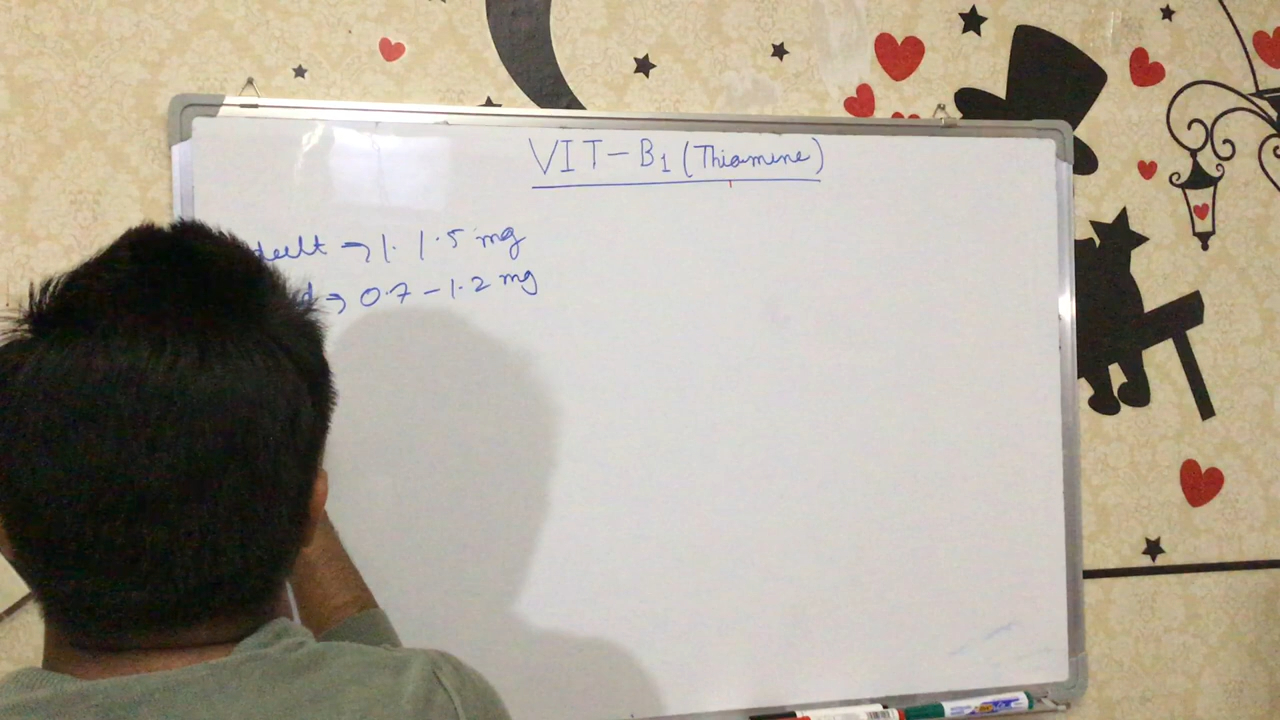 VIT-B1 (Thiamine)
dult → 1. 1.5 mg
d → 0.7 - 1.2 mg